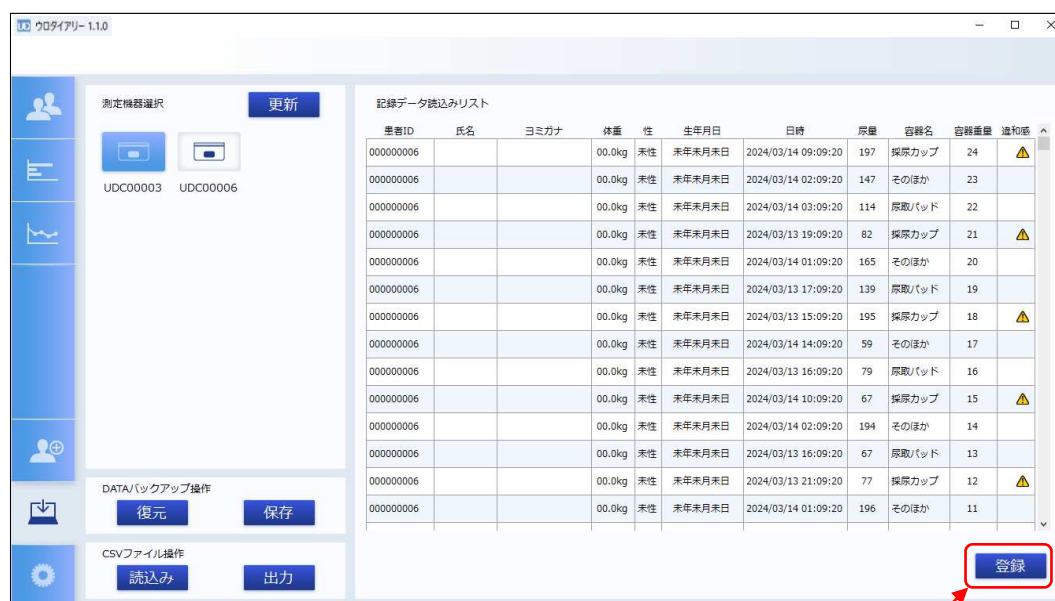 UD ウロダイアリー 1.1.0
測定機器選択 更新
UDC00003 UDC00006
DATAバックアップ操作
復元 保存
CSVファイル操作
読込み 出力
記録データ読込みリスト
患者ID 氏名 ヨミガナ 体重 性 生年月日 日時 尿量 容器名 容器重量 違和感
000000006 00.0kg 未性 未年未月未日 2024/03/14 09:09:20 197 採尿カップ 24
000000006 00.0kg 未性 未年未月未日 2024/03/14 02:09:20 147 そのほか 23
000000006 00.0kg 未性 未年未月未日 2024/03/14 03:09:20 114 尿取パッド 22
000000006 00.0kg 未性 未年未月未日 2024/03/13 19:09:20 82 採尿カップ 21
000000006 00.0kg 未性 未年未月未日 2024/03/14 01:09:20 165 そのほか 20
000000006 00.0kg 未性 未年未月未日 2024/03/13 17:09:20 139 尿取パッド 19
000000006 00.0kg 未性 未年未月未日 2024/03/13 15:09:20 195 採尿カップ 18
000000006 00.0kg 未性 未年未月未日 2024/03/14 14:09:20 59 そのほか 17
000000006 00.0kg 未性 未年未月未日 2024/03/13 16:09:20 79 尿取パッド 16
000000006 00.0kg 未性 未年未月未日 2024/03/14 10:09:20 67 採尿カップ 15
000000006 00.0kg 未性 未年未月未日 2024/03/14 02:09:20 194 そのほか 14
000000006 00.0kg 未性 未年未月未日 2024/03/13 16:09:20 67 尿取パッド 13
000000006 00.0kg 未性 未年未月未日 2024/03/13 21:09:20 77 採尿カップ 12
000000006 00.0kg 未性 未年未月未日 2024/03/14 01:09:20 196 そのほか 11
登録